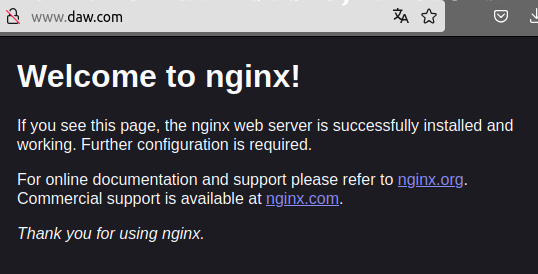 www.daw.com
Welcome to nginx!
If you see this page, the nginx web server is successfully installed and
working. Further configuration is required.
For online documentation and support please refer to nginx.org.
Commercial support is available at nginx.com.
Thank you for using nginx.